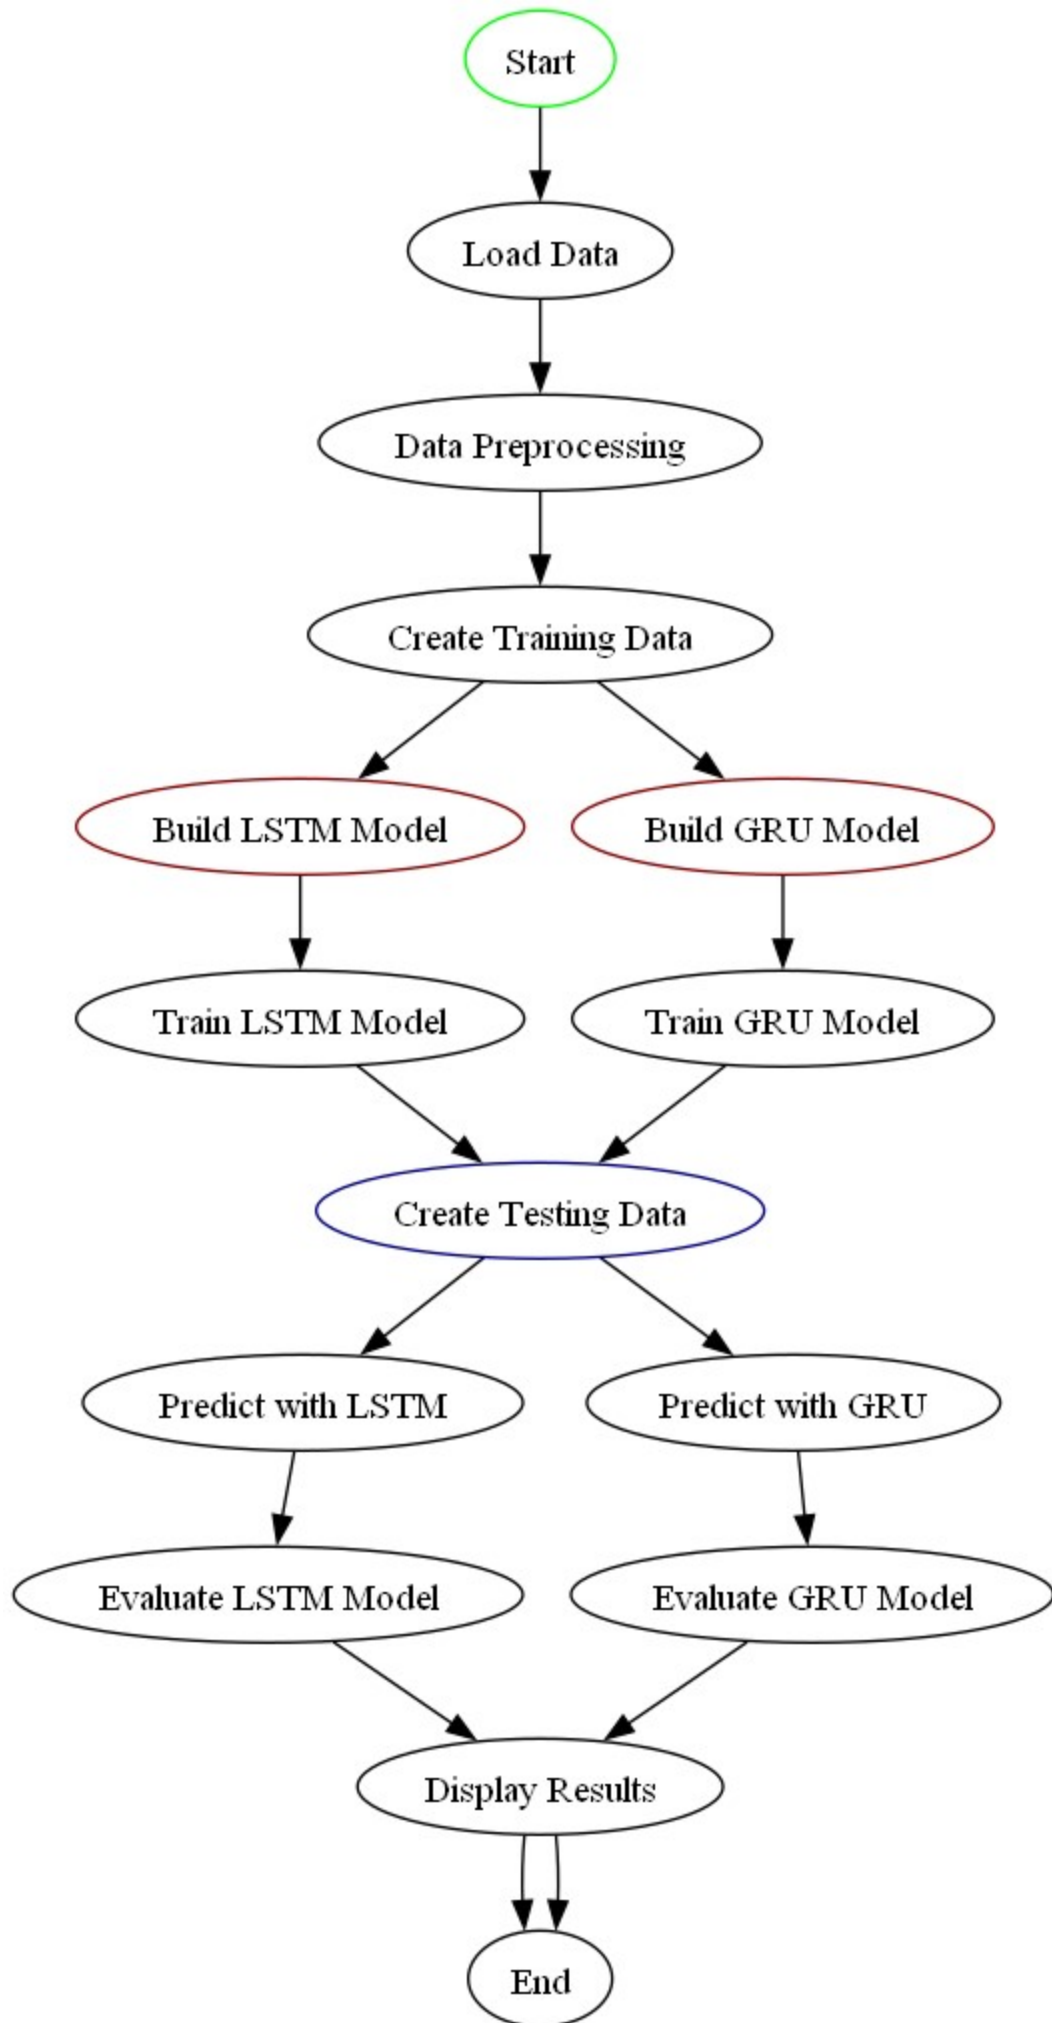 Start
Load Data
Data Preprocessing
Create Training Data
Build LSTM Model
Build GRU Model
Train LSTM Model
Train GRU Model
Create Testing Data
Predict with LSTM
Predict with GRU
Evaluate LSTM Model
Evaluate GRU Model
Display Results
End